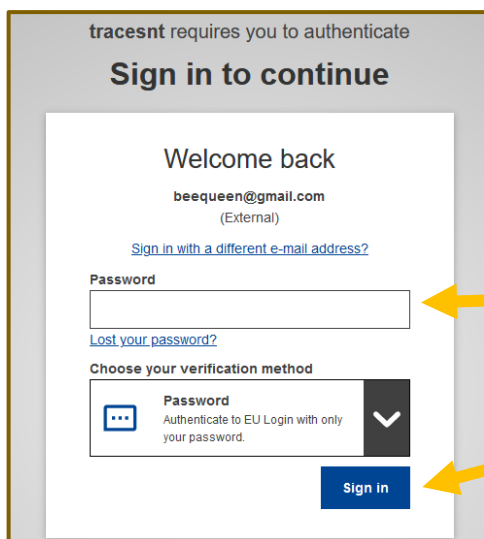 tracesnt requires you to authenticate
Sign in to continue
Welcome back
beequeen@gmail.com
(External)
Sign in with a different e-mail address?
Password
Lost your password?
Choose your verification method
Password
Authenticate to EU Login with only
your password.
Sign in